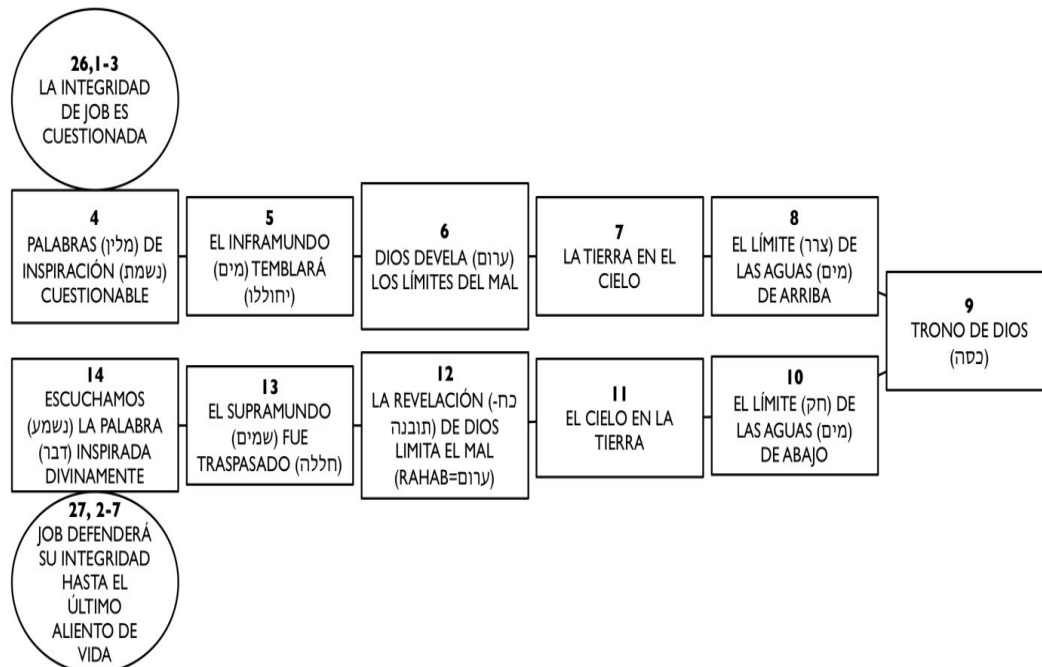 26,1-3
LA INTEGRIDAD
DE JOB ES
CUESTIONADA
4
PALABRAS (מלין) DE
INSPIRACIÓN (נשמת)
CUESTIONABLE
5
EL INFRAMUNDO
(מים) TEMBLARÁ
(יחוללו)
6
DIOS DEVELA (ערום)
LOS LÍMITES DEL MAL
7
LA TIERRA EN EL
CIELO
8
EL LÍMITE (צרר) DE
LAS AGUAS (מים)
DE ARRIBA
9
TRONO DE DIOS
(כסה)
14
ESCUCHAMOS
(נשמע) LA PALABRA
(דבר) INSPIRADA
DIVINAMENTE
13
EL SUPRAMUNDO
(שמים) FUE
TRASPASADO (חללה)
12
LA REVELACIÓN (-כח
תובנה) DE DIOS
LIMITA EL MAL
(RAHAB=ערום)
11
EL CIELO EN LA
TIERRA
10
EL LÍMITE (חק) DE
LAS AGUAS (מים)
DE ABAJO
27, 2-7
JOB DEFENDERÁ
SU INTEGRIDAD
HASTA EL
ÚLTIMO
ALIENTO DE
VIDA